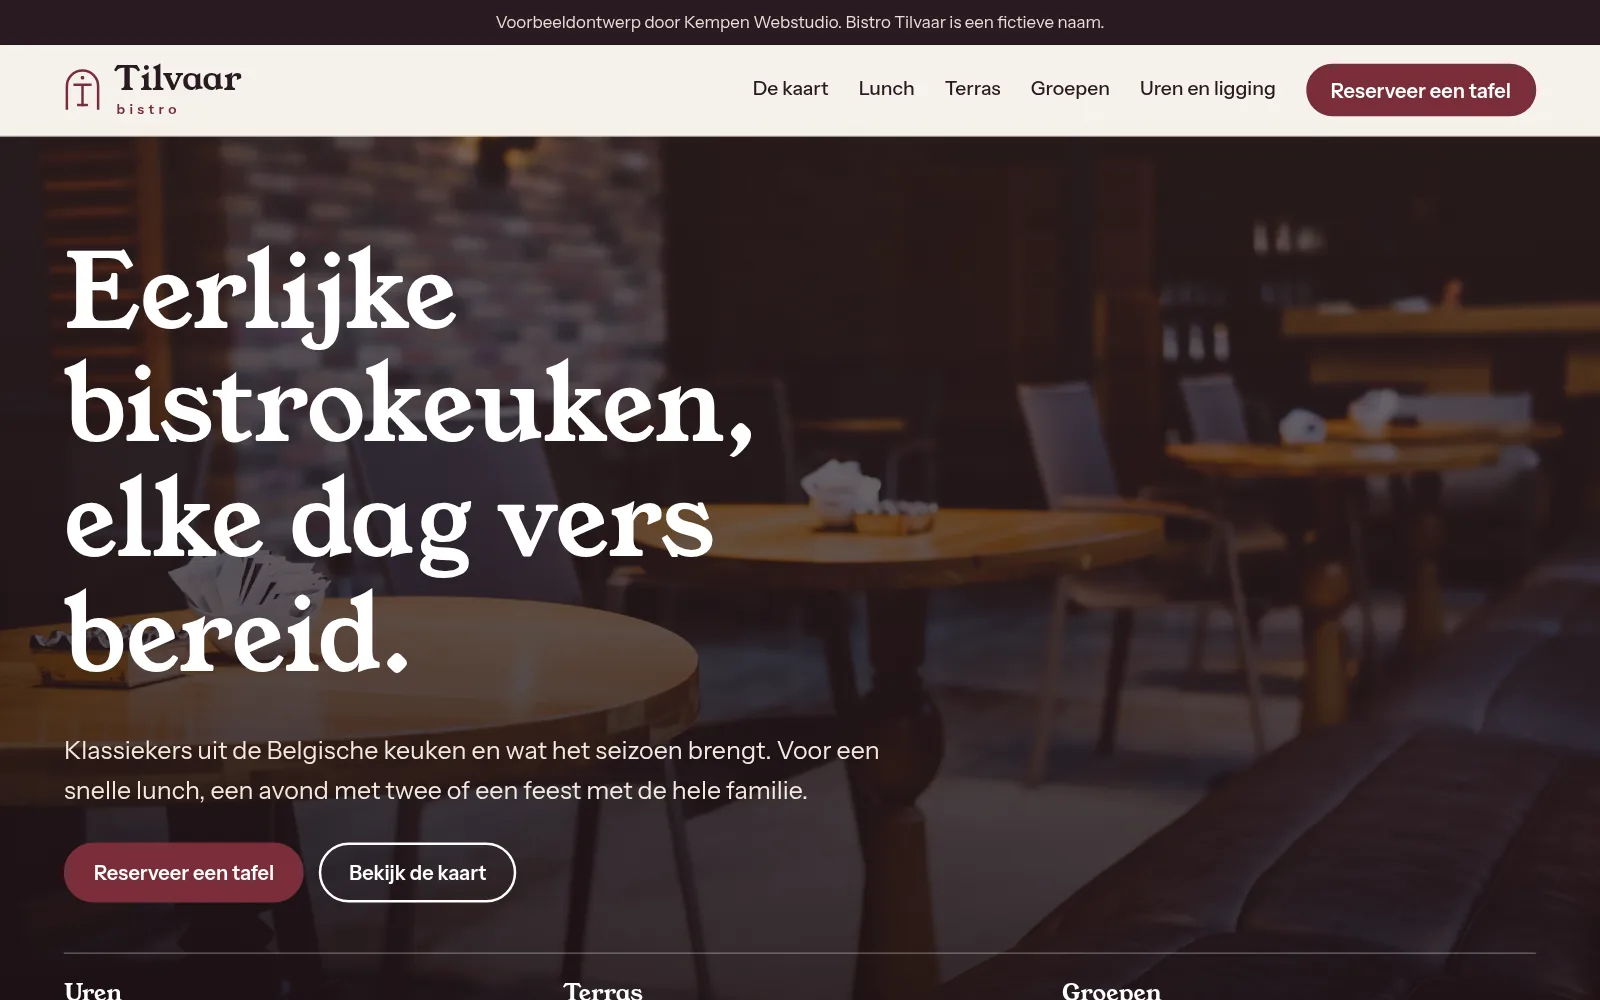 Voorbeeldontwerp door Kempen Webstudio. Bistro Tilvaar is een fictieve naam.
Tilvaar
bistro
De kaart
Lunch
Terras
Groepen
Uren en ligging
Reserveer een tafel
Eerlijke
bistrokeuken,
elke dag vers
bereid.
Klassiekers uit de Belgische keuken en wat het seizoen brengt. Voor een
snelle lunch, een avond met twee of een feest met de hele familie.
Reserveer een tafel
Bekijk de kaart
Uren
Terras
Groepen